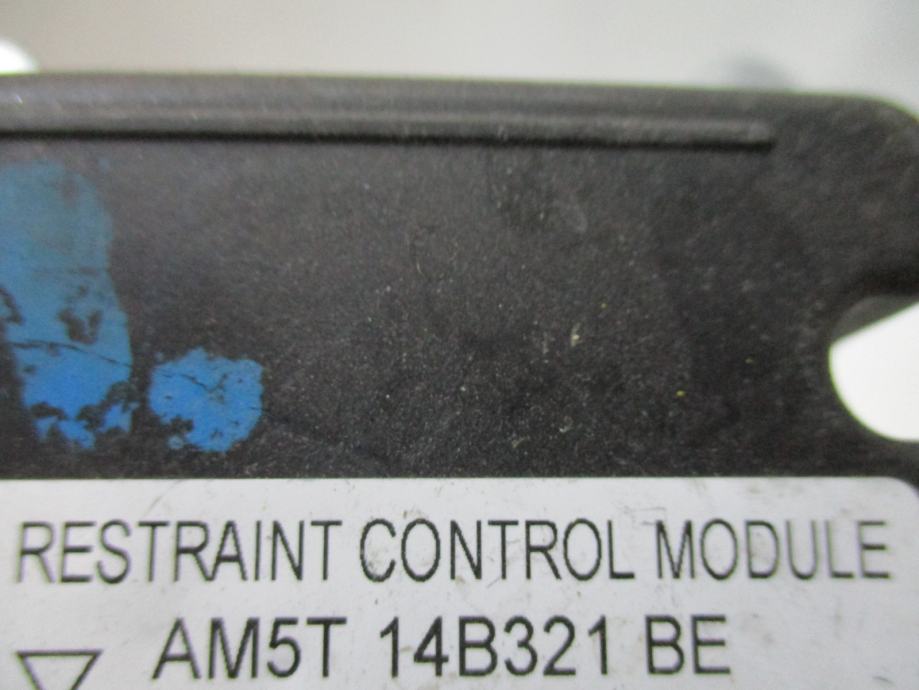 RESTRAINT CONTROL MODULE
AM5T 14B321 BE